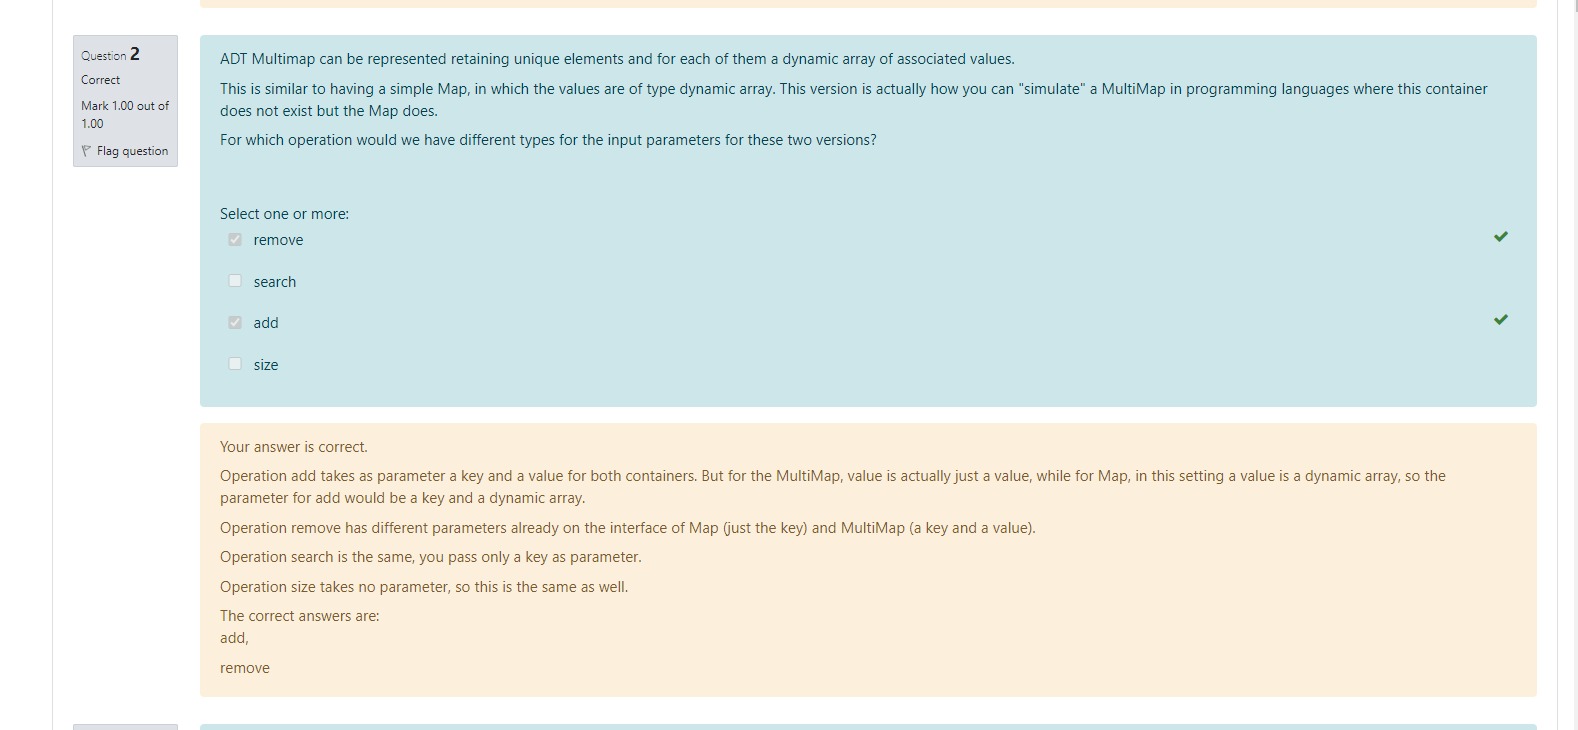 Question 2
Correct
Mark 1.00 out of
1.00
Flag question
ADT Multimap can be represented retaining unique elements and for each of them a dynamic array of associated values.
This is similar to having a simple Map, in which the values are of type dynamic array. This version is actually how you can "simulate" a MultiMap in programming languages where this container
does not exist but the Map does.
For which operation would we have different types for the input parameters for these two versions?
Select one or more:
remove
search
add
size
Your answer is correct.
Operation add takes as parameter a key and a value for both containers. But for the MultiMap, value is actually just a value, while for Map, in this setting a value is a dynamic array, so the
parameter for add would be a key and a dynamic array.
Operation remove has different parameters already on the interface of Map (just the key) and MultiMap (a key and a value).
Operation search is the same, you pass only a key as parameter.
Operation size takes no parameter, so this is the same as well.
The correct answers are:
add,
remove